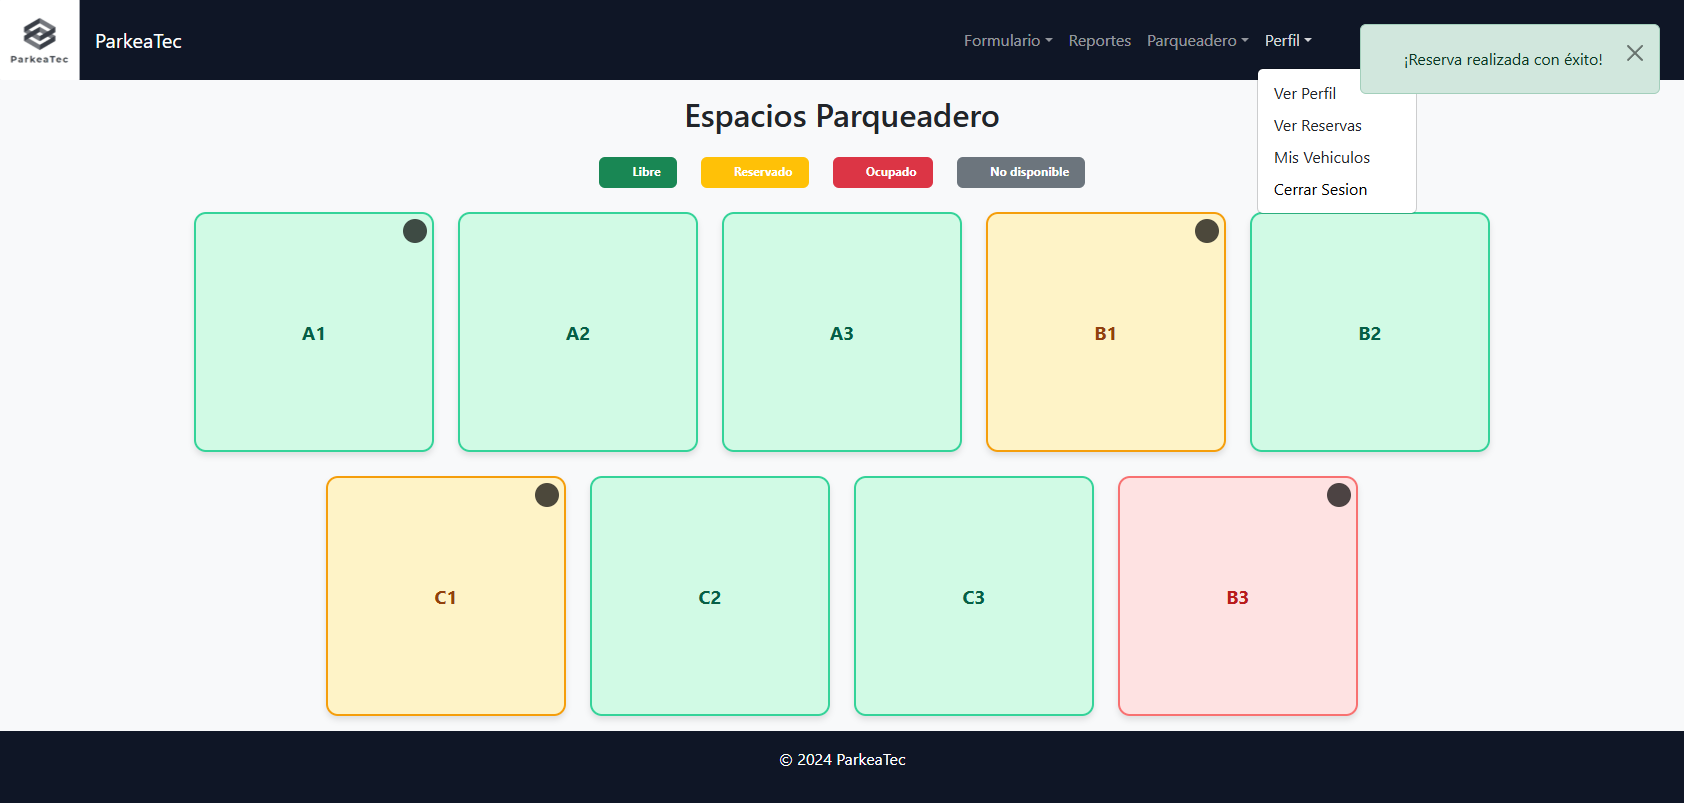 ParkeaTec
ParkeaTec
Formulario
Reportes
Parqueadero
Perfil
¡Reserva realizada con éxito!
Ver Perfil
Ver Reservas
Mis Vehiculos
Cerrar Sesion
Espacios Parqueadero
Libre
Reservado
Ocupado
No disponible
A1
A2
A3
B1
B2
C1
C2
C3
B3
© 2024 ParkeaTec